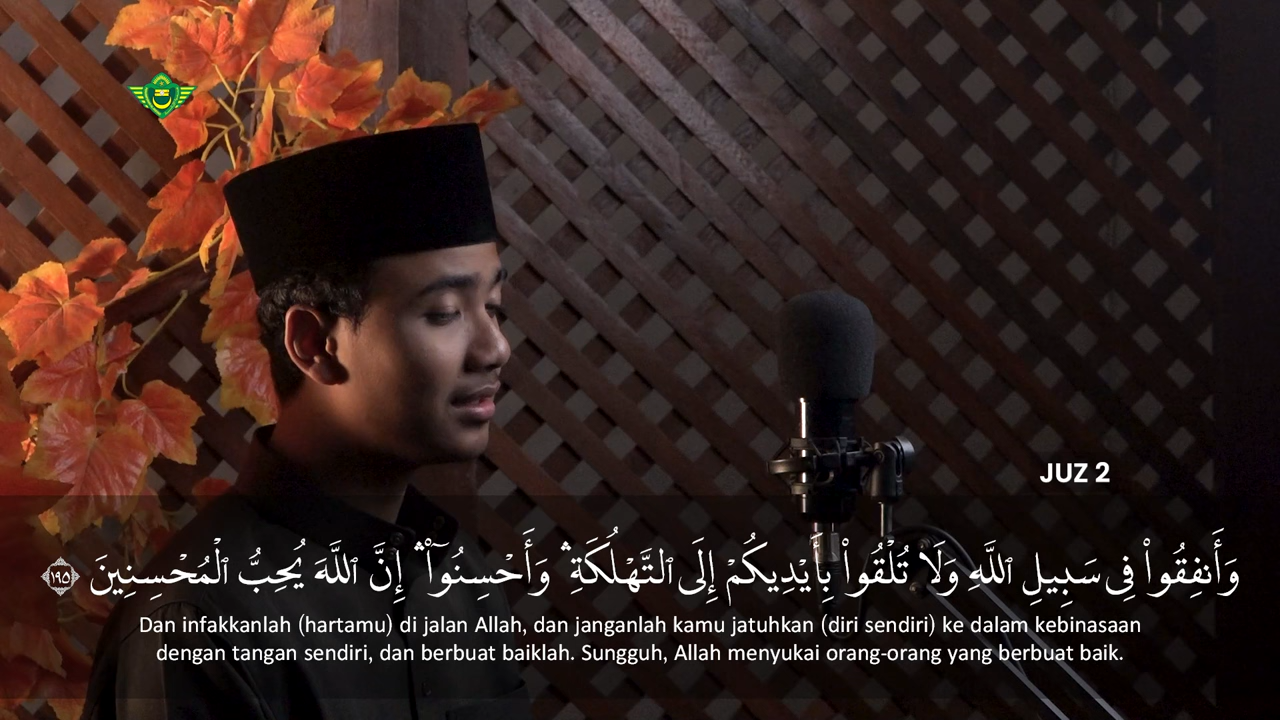 JUZ 2
وَأَنفِقُوا۟ فِى سَبِيلِ ٱللَّهِ وَلَا تُلْقُوا۟ بِأَيْدِيكُمْ إِلَى ٱلتَّهْلُكَةِ ۛ وَأَحْسِنُوٓا۟ ۛ إِنَّ ٱللَّهَ يُحِبُّ ٱلْمُحْسِنِينَ ١٩٥
Dan infakkanlah (hartamu) di jalan Allah, dan janganlah kamu jatuhkan (diri sendiri) ke dalam kebinasaan
dengan tangan sendiri, dan berbuat baiklah. Sungguh, Allah menyukai orang-orang yang berbuat baik.